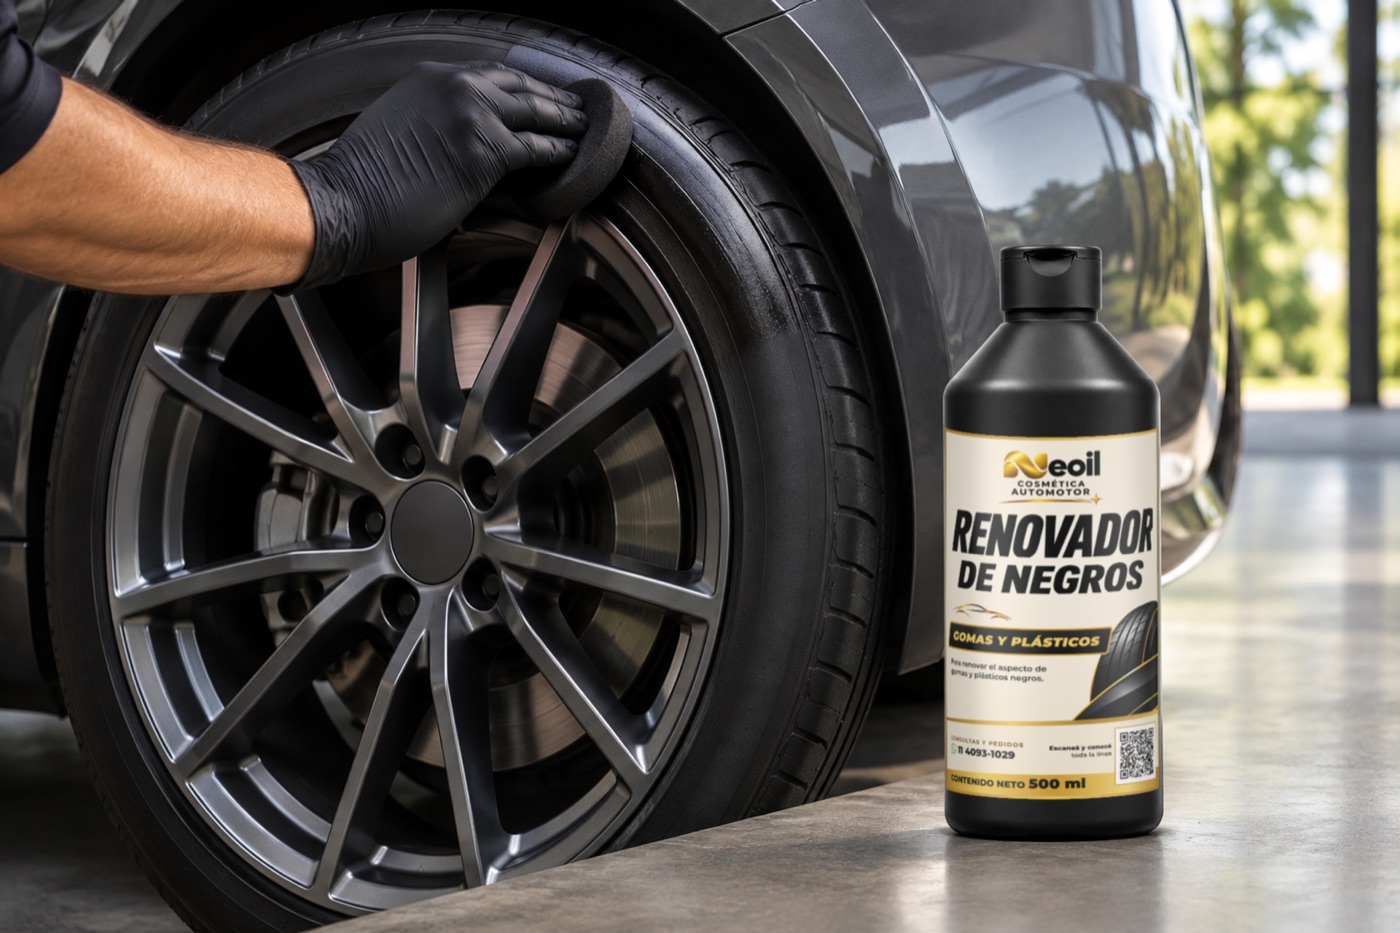 Neoil
COSMÉTICA
AUTOMOTOR
RENOVADOR
DE NEGROS
GOMAS Y PLÁSTICOS
Para renovar el aspecto de
gomas y plásticos negros.
CONSULTAS Y PEDIDOS
11 4093-1029
Escaneá y conocé
toda la línea
CONTENIDO NETO 500 ml